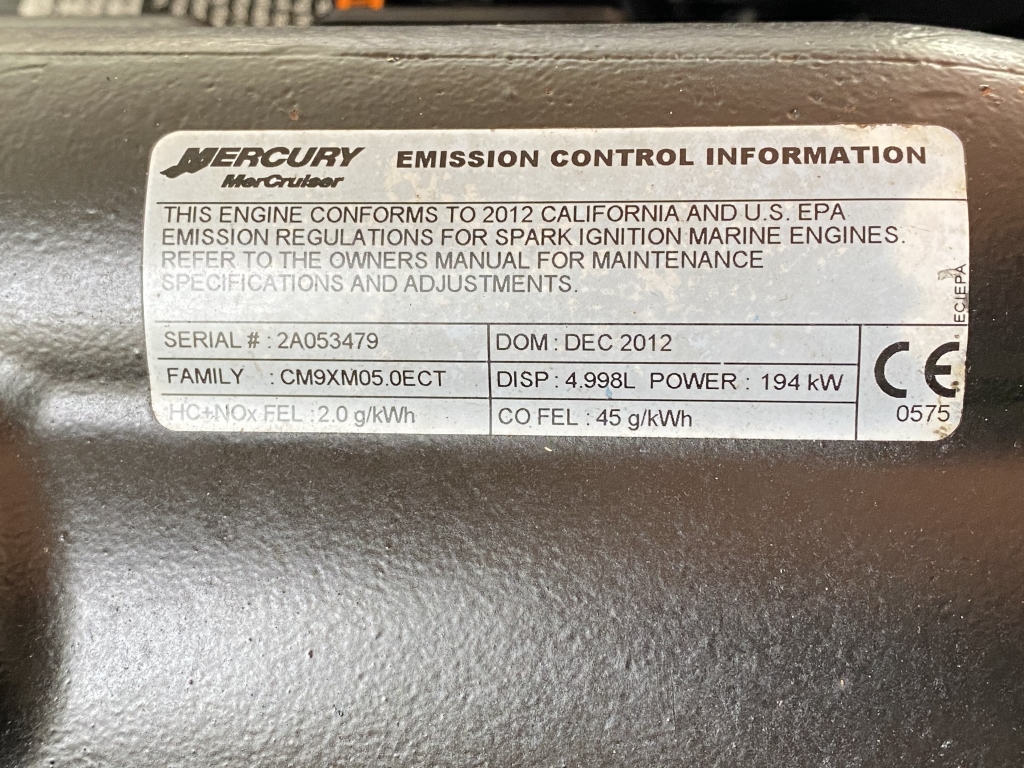 MERCURY EMISSION CONTROL INFORMATION
MerCruiser
THIS ENGINE CONFORMS TO 2012 CALIFORNIA AND U.S. EPA
EMISSION REGULATIONS FOR SPARK IGNITION MARINE ENGINES.
REFER TO THE OWNERS MANUAL FOR MAINTENANCE
SPECIFICATIONS AND ADJUSTMENTS.
ECIEPA
SERIAL # : 2A053479 DOM : DEC 2012
FAMILY : CM9XM05.0ECT DISP : 4.998L POWER : 194 kW
CE
HC+NOx FEL : 2.0 g/kWh CO FEL : 45 g/kWh 0575